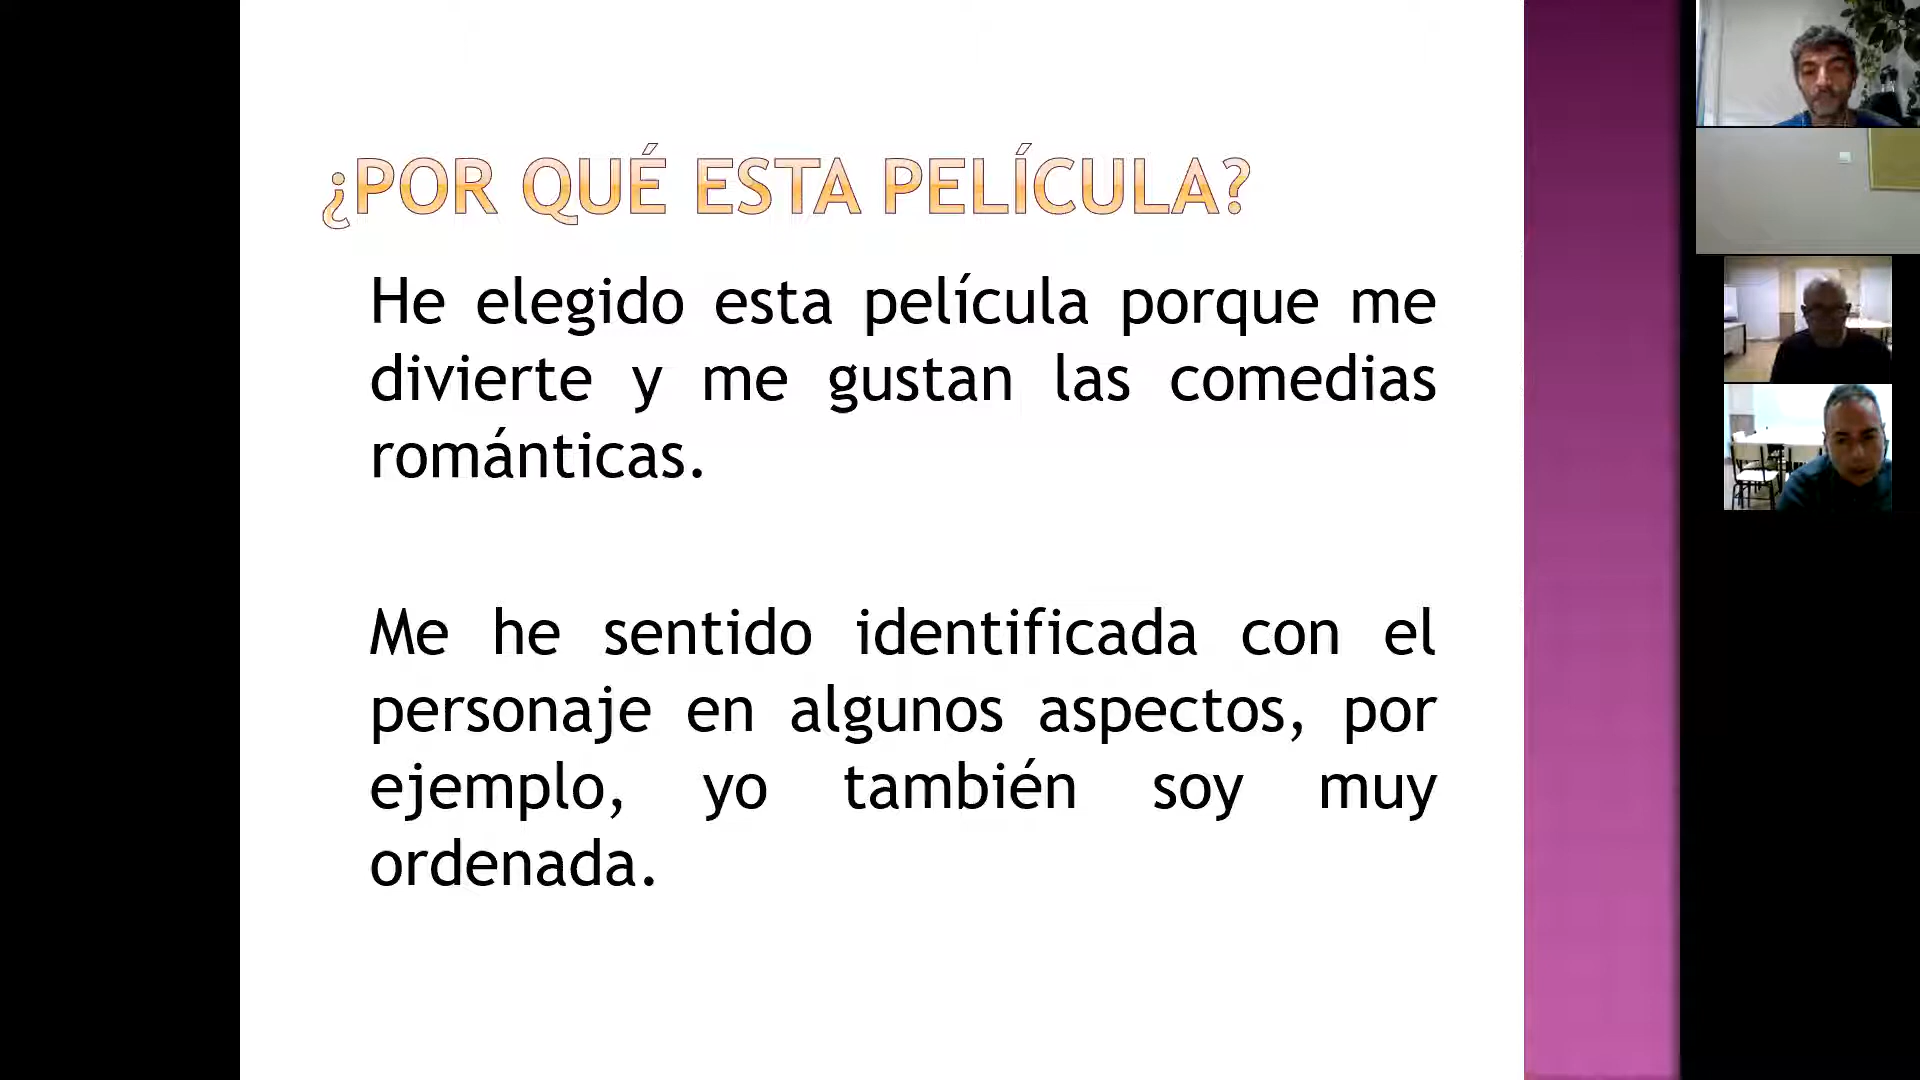 ¿POR QUÉ ESTA PELÍCULA?
He elegido esta película porque me
divierte y me gustan las comedias
románticas.
Me he sentido identificada con el
personaje en algunos aspectos, por
ejemplo, yo también soy muy
ordenada.